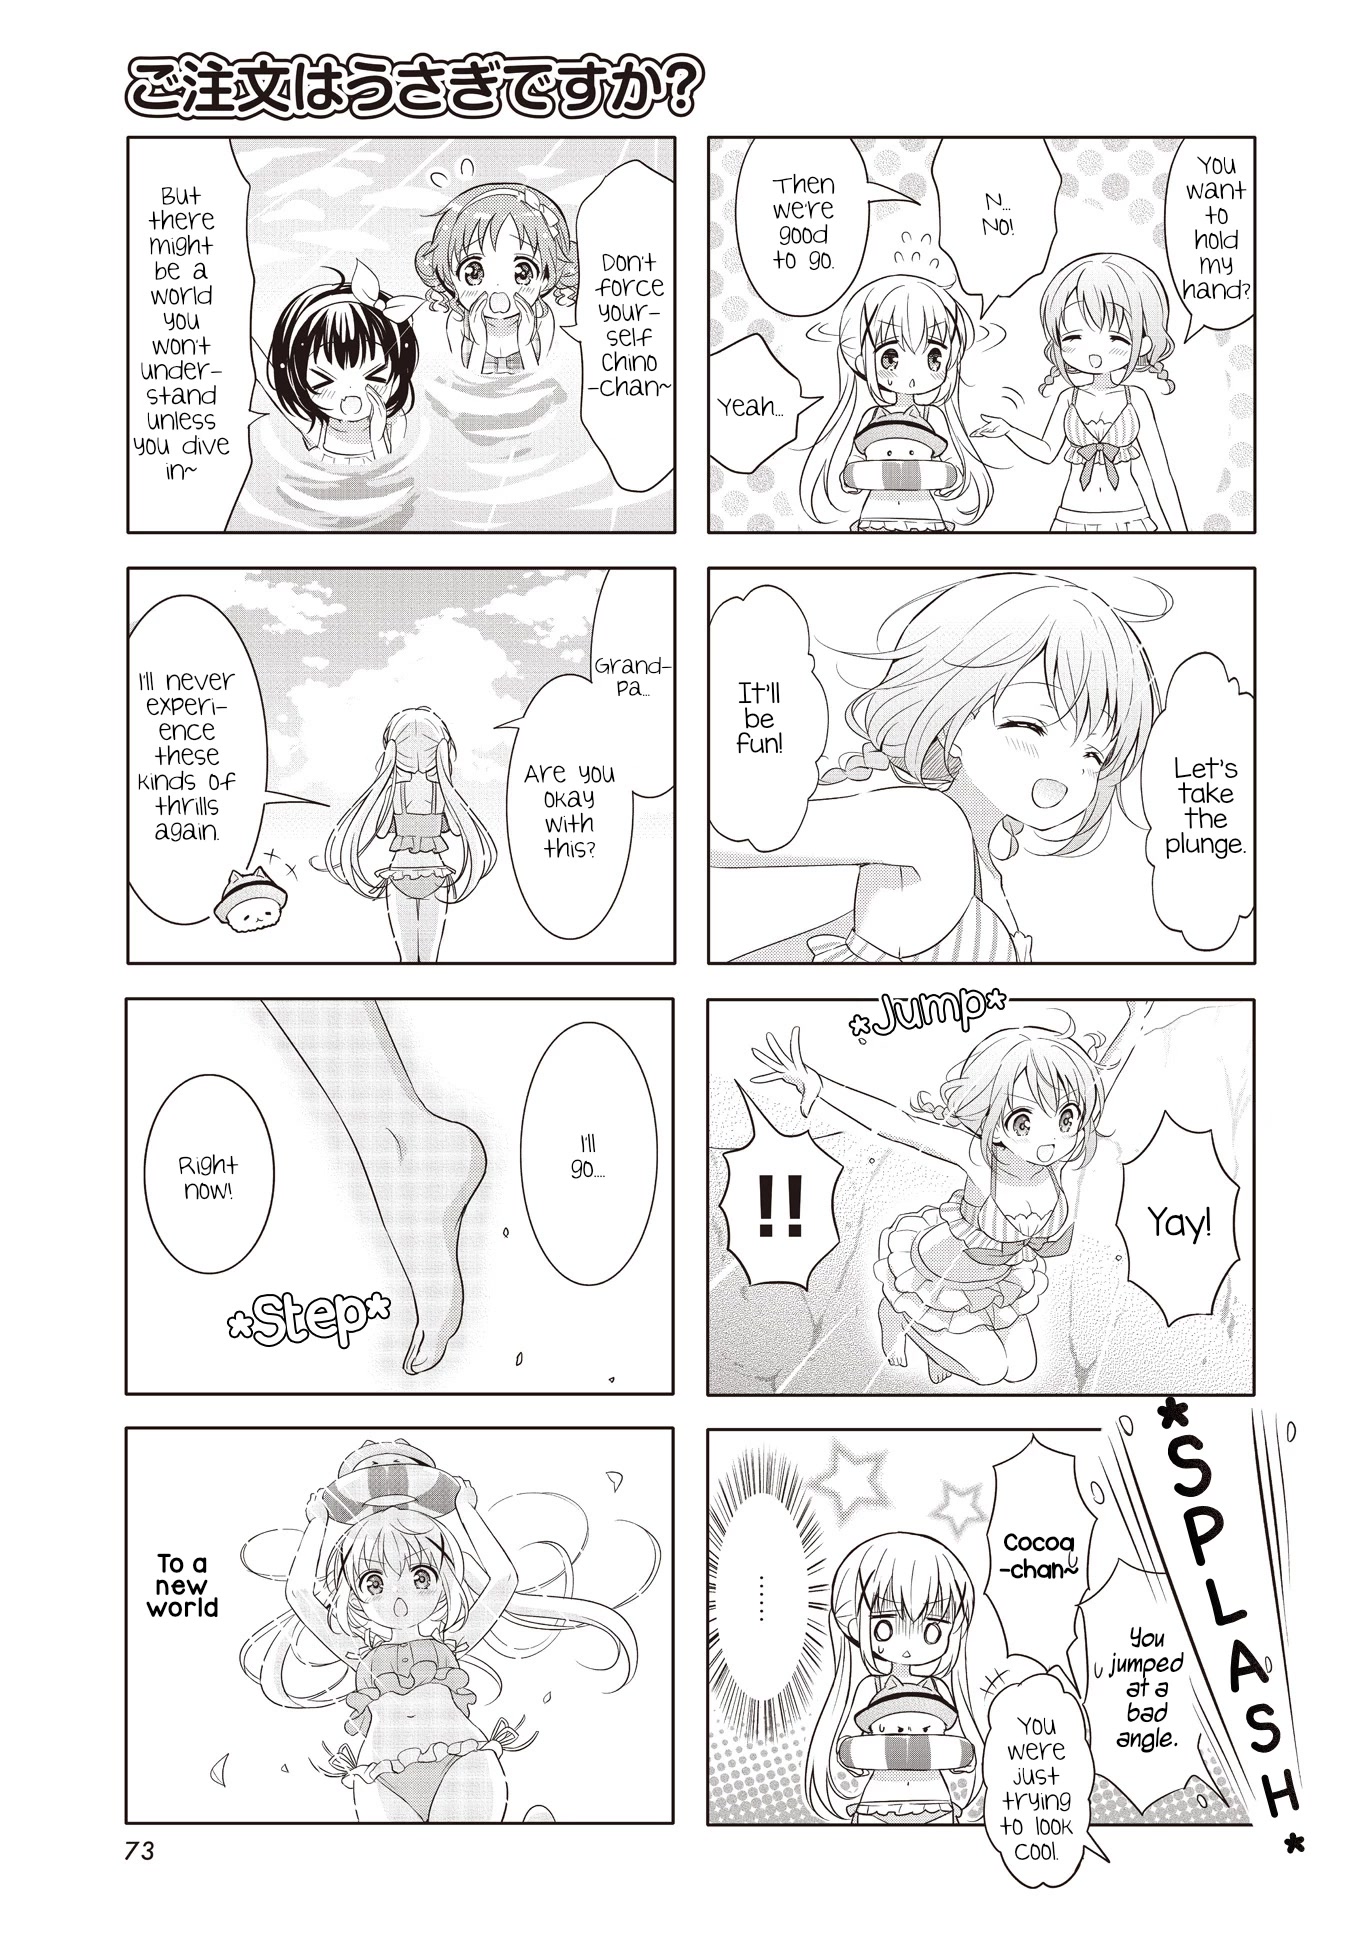 ご注文はうさぎですか?
You
want
to
hold
my
hand?
N...
No!
Then
we're
good
to go.
Yeah...
Let's
take
the
plunge.
It'll
be
fun!
*Jump*
Yay!
!!
*SPLASH*
You
jumped
at a
bad
angle.
Cocoa
-chan~
You
were
just
trying
to look
cool.
......
Don't
force
your-
self
Chino
-chan~
But
there
might
be a
world
you
won't
under-
stand
unless
you dive
in~
Grand-
pa...
Are you
okay
with
this?
I'll never
experi-
ence
these
kinds of
thrills
again.
I'll
go....
Right
now!
*Step*
To a
new
world
73